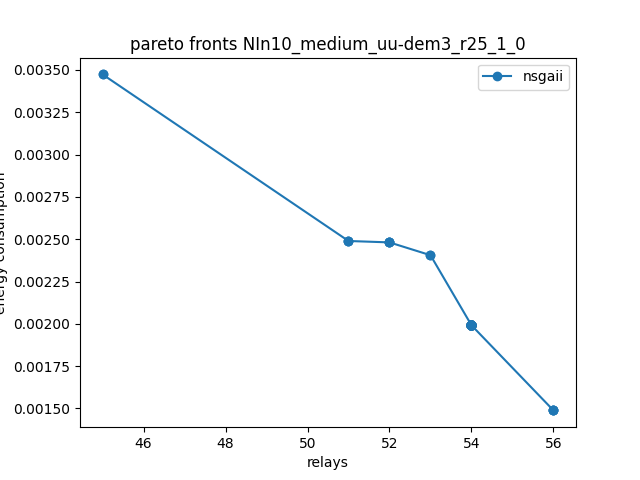 pareto fronts NIn10_medium_uu-dem3_r25_1_0
nsgaii
0.00350
0.00325
0.00300
0.00275
0.00250
0.00225
0.00200
0.00175
0.00150
energy consumption
46 48 50 52 54 56
relays